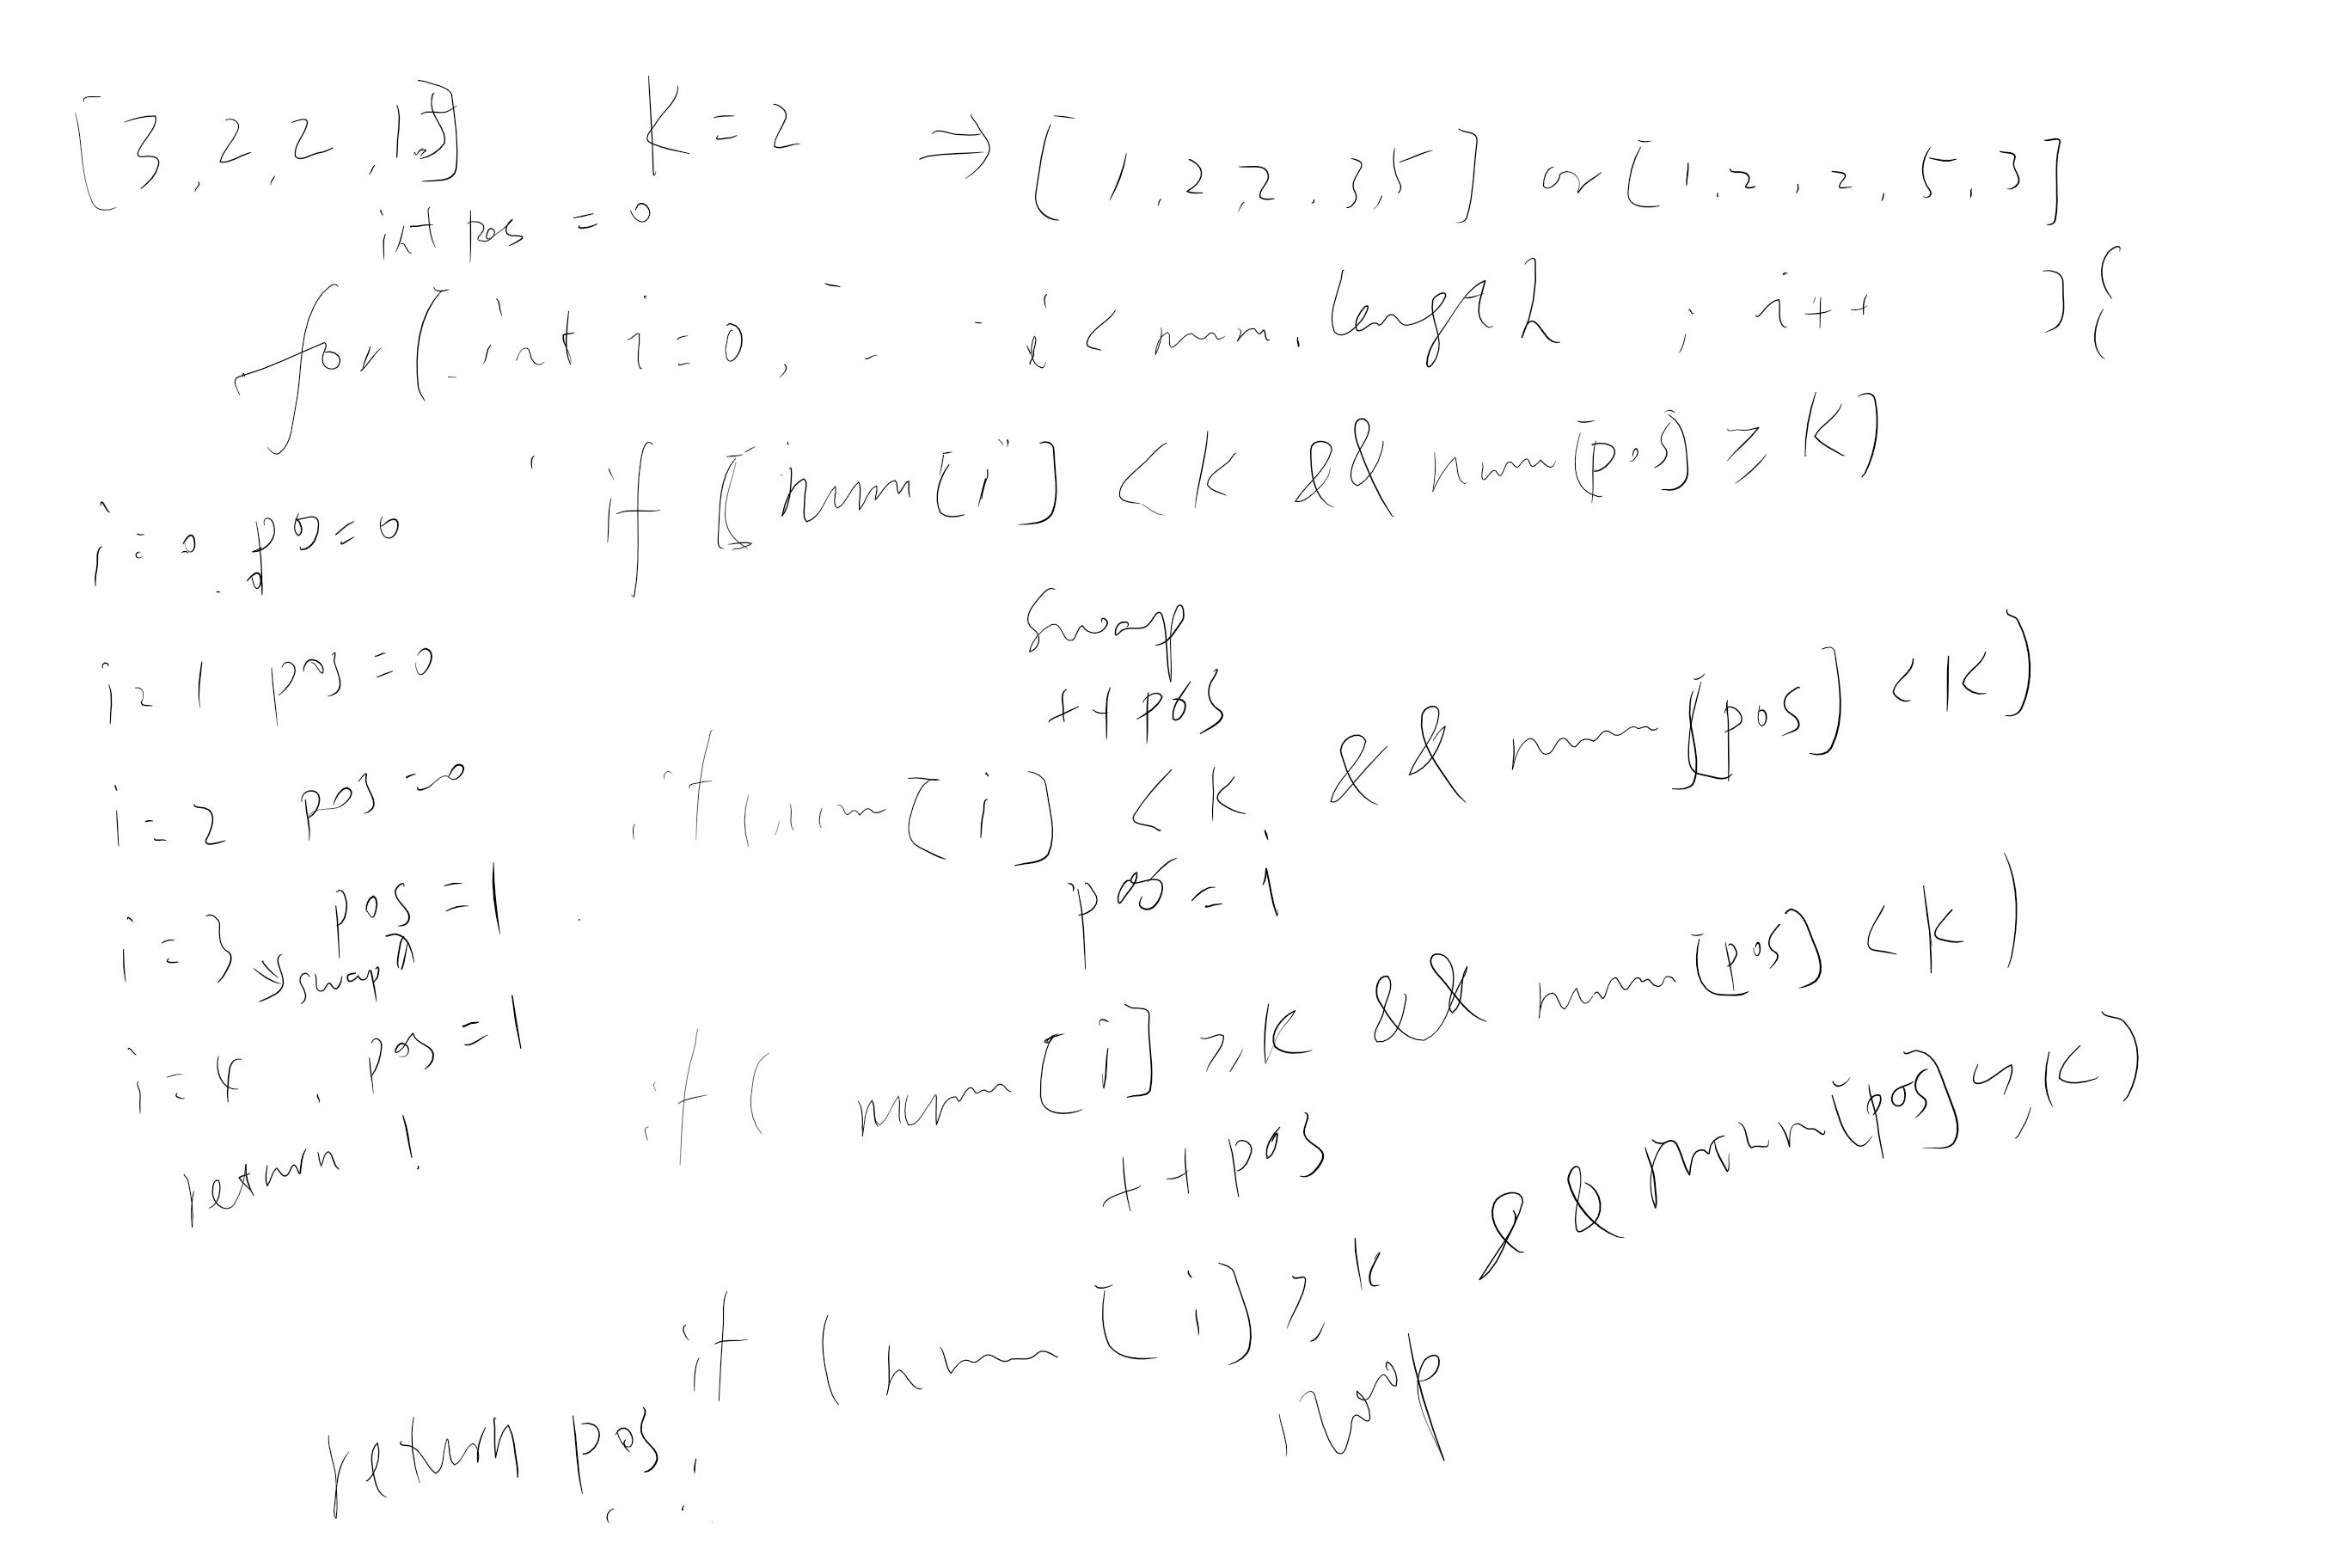 [3, 2, 2, 1, 5] K = 2 ⇒ [1, 2, 2, 3, 5] or [1, 2, 2, 5, 3]
int pos = 0
for (int i = 0, i < num.length ; i++ ) {
if [num[i] < K && num[pos] ≥ K)
i = 0, pos = 0
swap
i = 1 pos = 0
++pos
if (num[i] < K && num[pos] < K)
i = 2 pos = 0
pos = 1
i = 3, pos = 1
swap
if ( num[i] ≥ K && num[pos] < K)
i = 4, pos = 1
++pos
return 1
if (num[i] ≥ K && num[pos] ≥ K)
return pos;